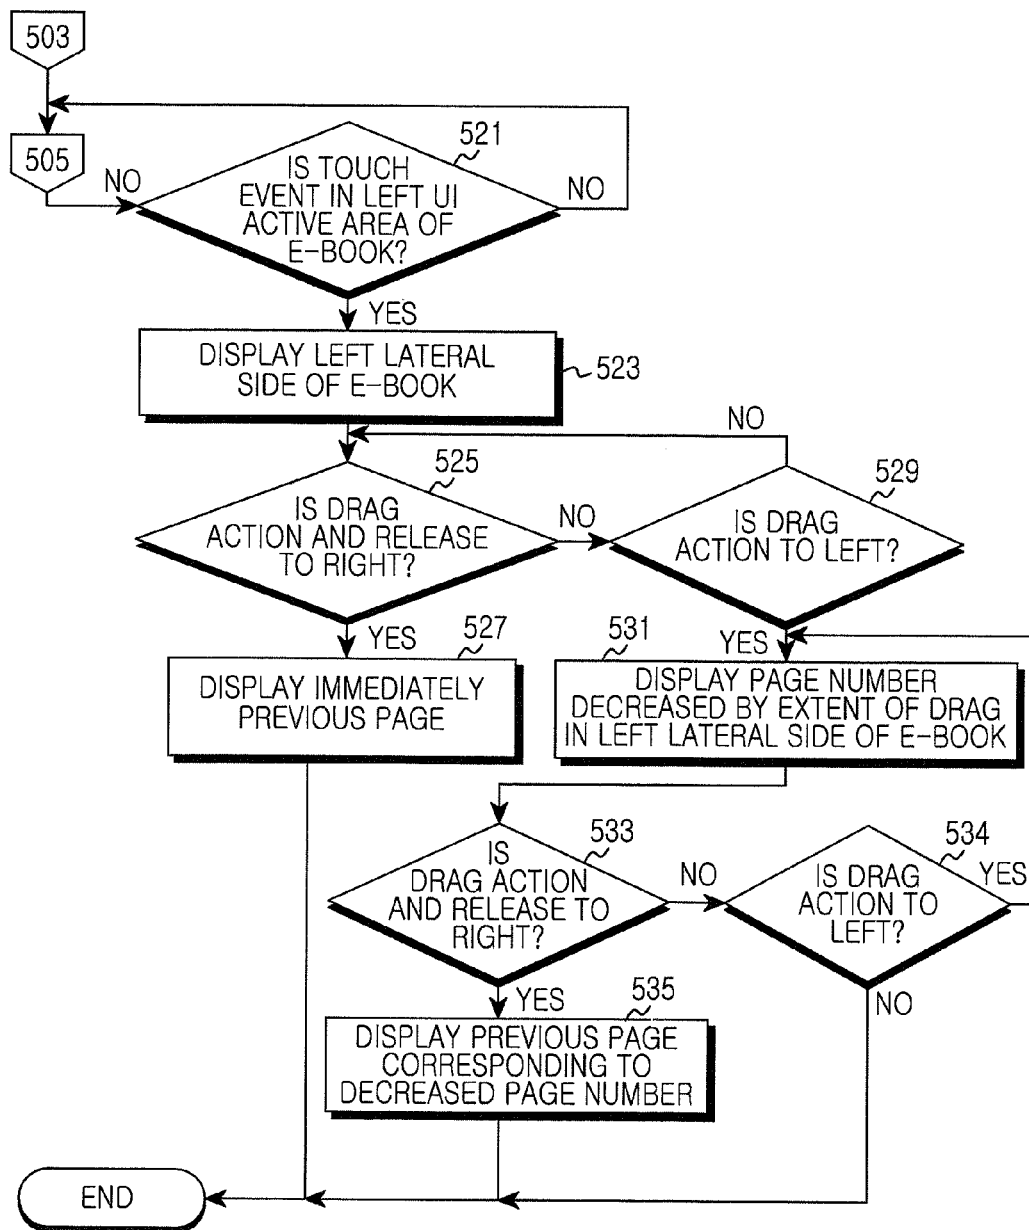 503
505
NO
521
IS TOUCH
EVENT IN LEFT UI
ACTIVE AREA OF
E-BOOK?
NO
YES
DISPLAY LEFT LATERAL
SIDE OF E-BOOK
523
NO
525
IS DRAG
ACTION AND RELEASE
TO RIGHT?
NO
529
IS DRAG
ACTION TO LEFT?
YES
527
DISPLAY IMMEDIATELY
PREVIOUS PAGE
YES
531
DISPLAY PAGE NUMBER
DECREASED BY EXTENT OF DRAG
IN LEFT LATERAL SIDE OF E-BOOK
533
IS
DRAG ACTION
AND RELEASE TO
RIGHT?
NO
534
IS DRAG
ACTION TO
LEFT?
YES
NO
YES
535
DISPLAY PREVIOUS PAGE
CORRESPONDING TO
DECREASED PAGE NUMBER
END